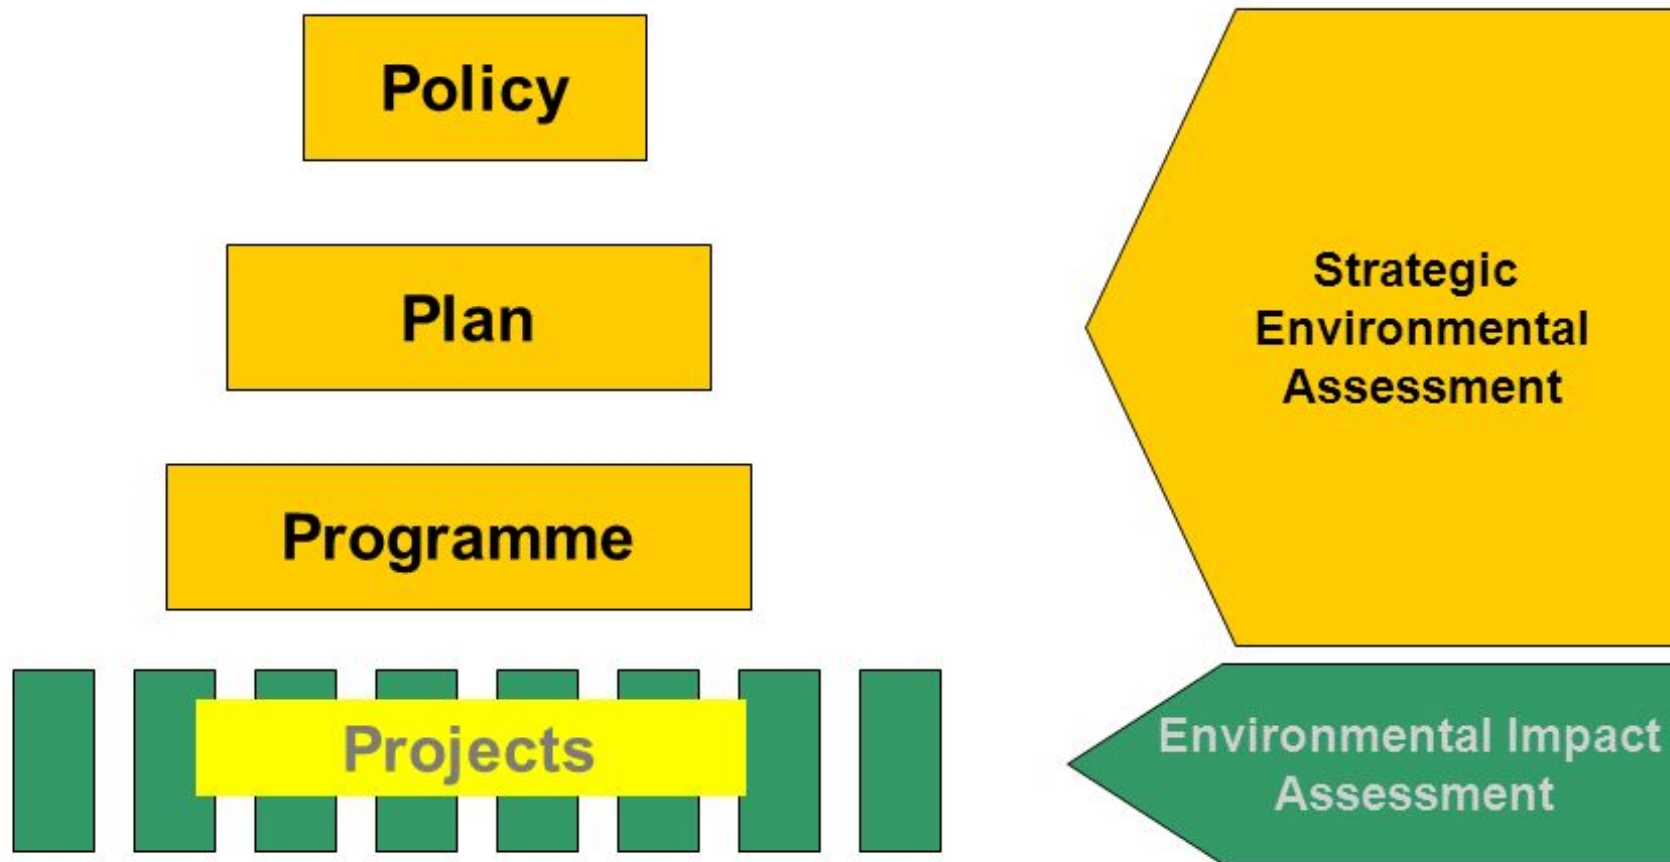 Policy
Plan
Programme
Projects
Strategic
Environmental
Assessment
Environmental Impact
Assessment